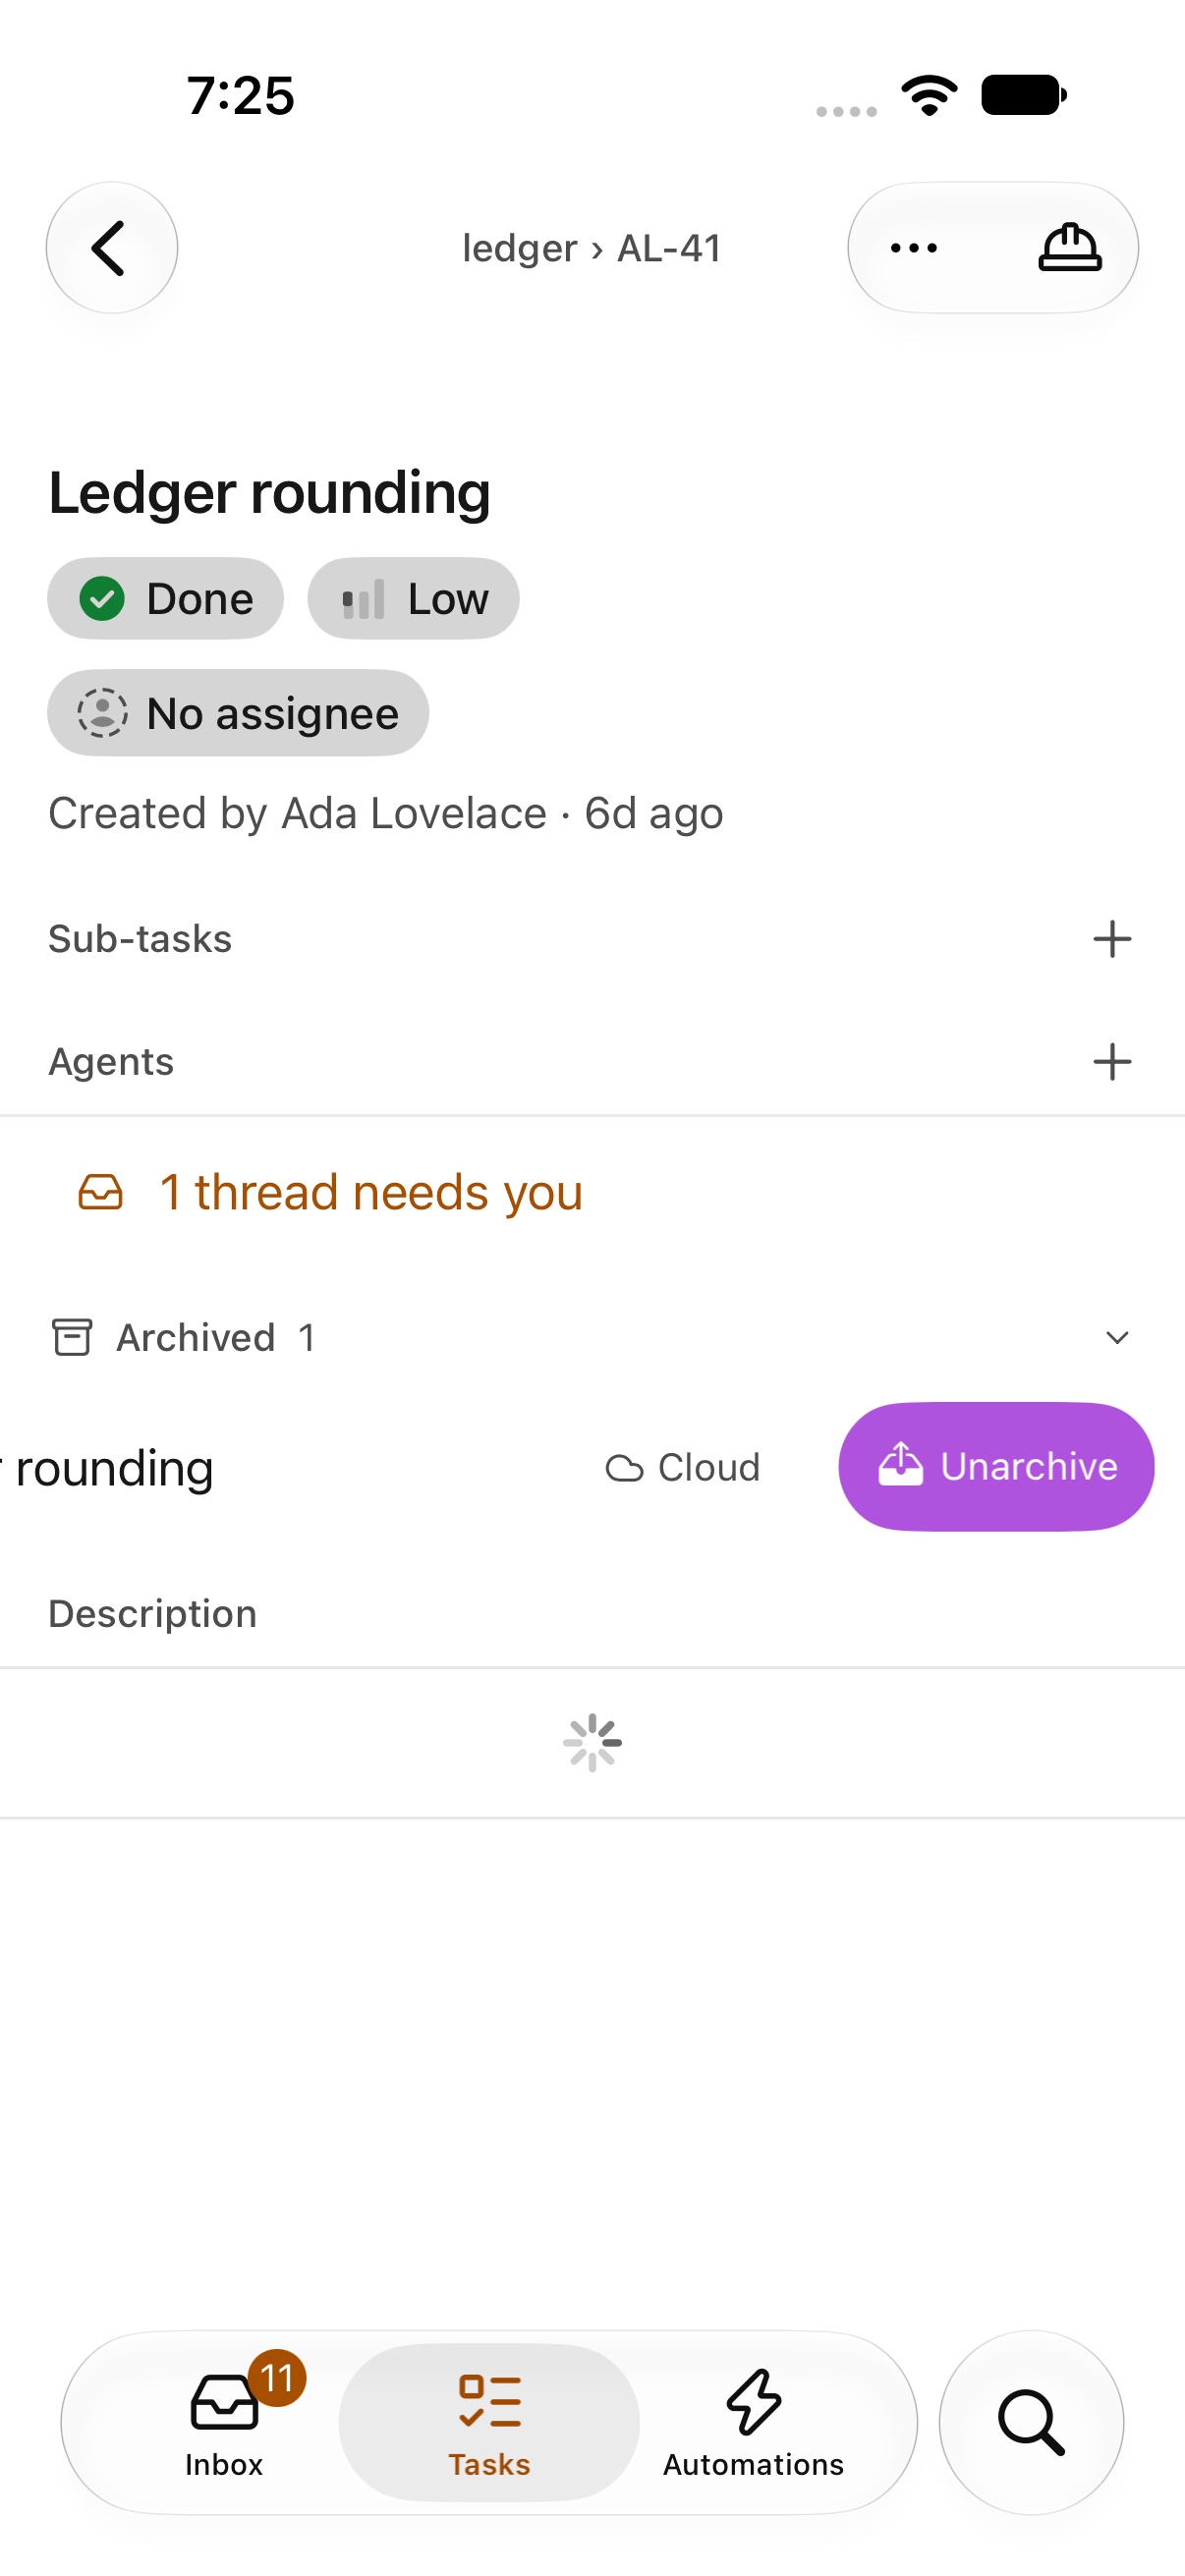 7:25
ledger › AL-41
Ledger rounding
Done
Low
No assignee
Created by Ada Lovelace · 6d ago
Sub-tasks
Agents
1 thread needs you
Archived 1
rounding
Cloud
Unarchive
Description
11
Inbox
Tasks
Automations